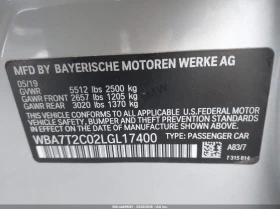 MFD BY BAYERISCHE MOTOREN WERKE AG
05/19
GVWR 5512 lbs 2500 kg
GAWR FRONT 2657 lbs 1205 kg
GAWR REAR 3020 lbs 1370 kg
THIS VEHICLE CONFORMS TO ALL APPLICABLE
U.S. FEDERAL MOTOR VEHICLE SAFETY, BUMPER,
AND THEFT PREVENTION STANDARDS IN EFFECT
ON THE DATE OF MANUFACTURE SHOWN ABOVE.
WBA7T2C02LGL17400
TYPE: PASSENGER CAR
A83/7
7 315 814